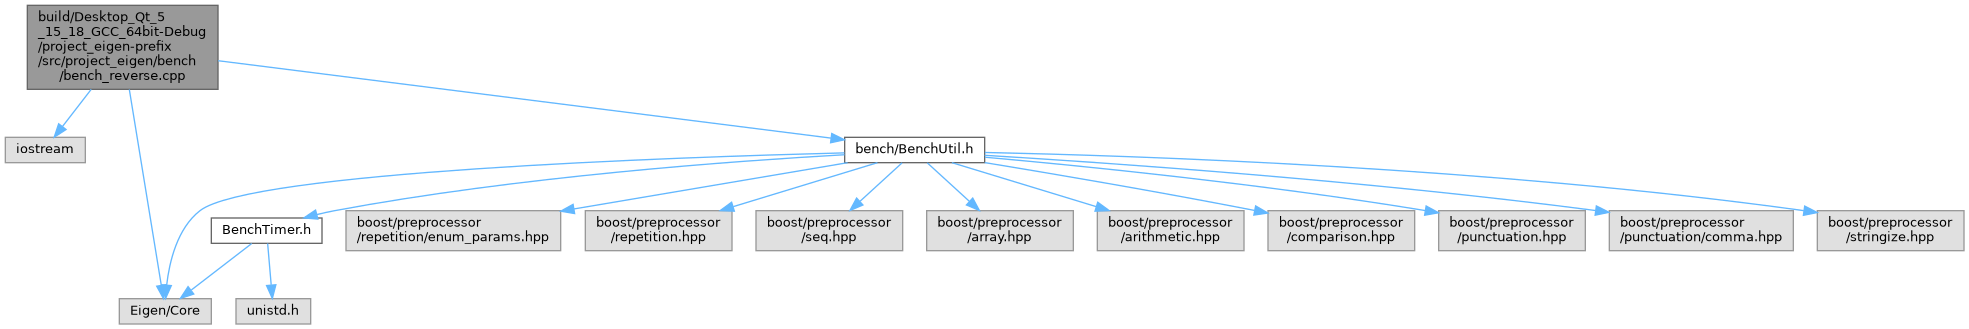 build/Desktop_Qt_5
_15_18_GCC_64bit-Debug
/project_eigen-prefix
/src/project_eigen/bench
/bench_reverse.cpp
iostream
bench/BenchUtil.h
BenchTimer.h
boost/preprocessor
/repetition/enum_params.hpp
boost/preprocessor
/repetition.hpp
boost/preprocessor
/seq.hpp
boost/preprocessor
/array.hpp
boost/preprocessor
/arithmetic.hpp
boost/preprocessor
/comparison.hpp
boost/preprocessor
/punctuation.hpp
boost/preprocessor
/punctuation/comma.hpp
boost/preprocessor
/stringize.hpp
Eigen/Core
unistd.h